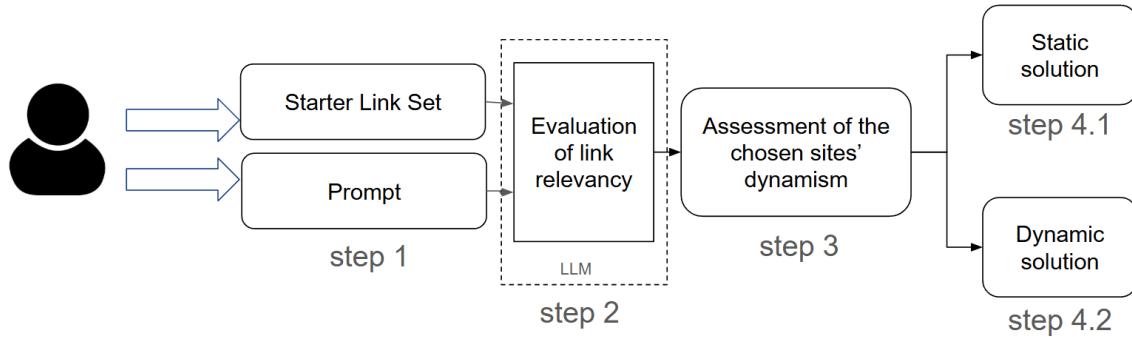 Starter Link Set
Prompt
step 1
Evaluation
of link
relevancy
LLM
step 2
Assessment of the
chosen sites’
dynamism
step 3
Static
solution
step 4.1
Dynamic
solution
step 4.2